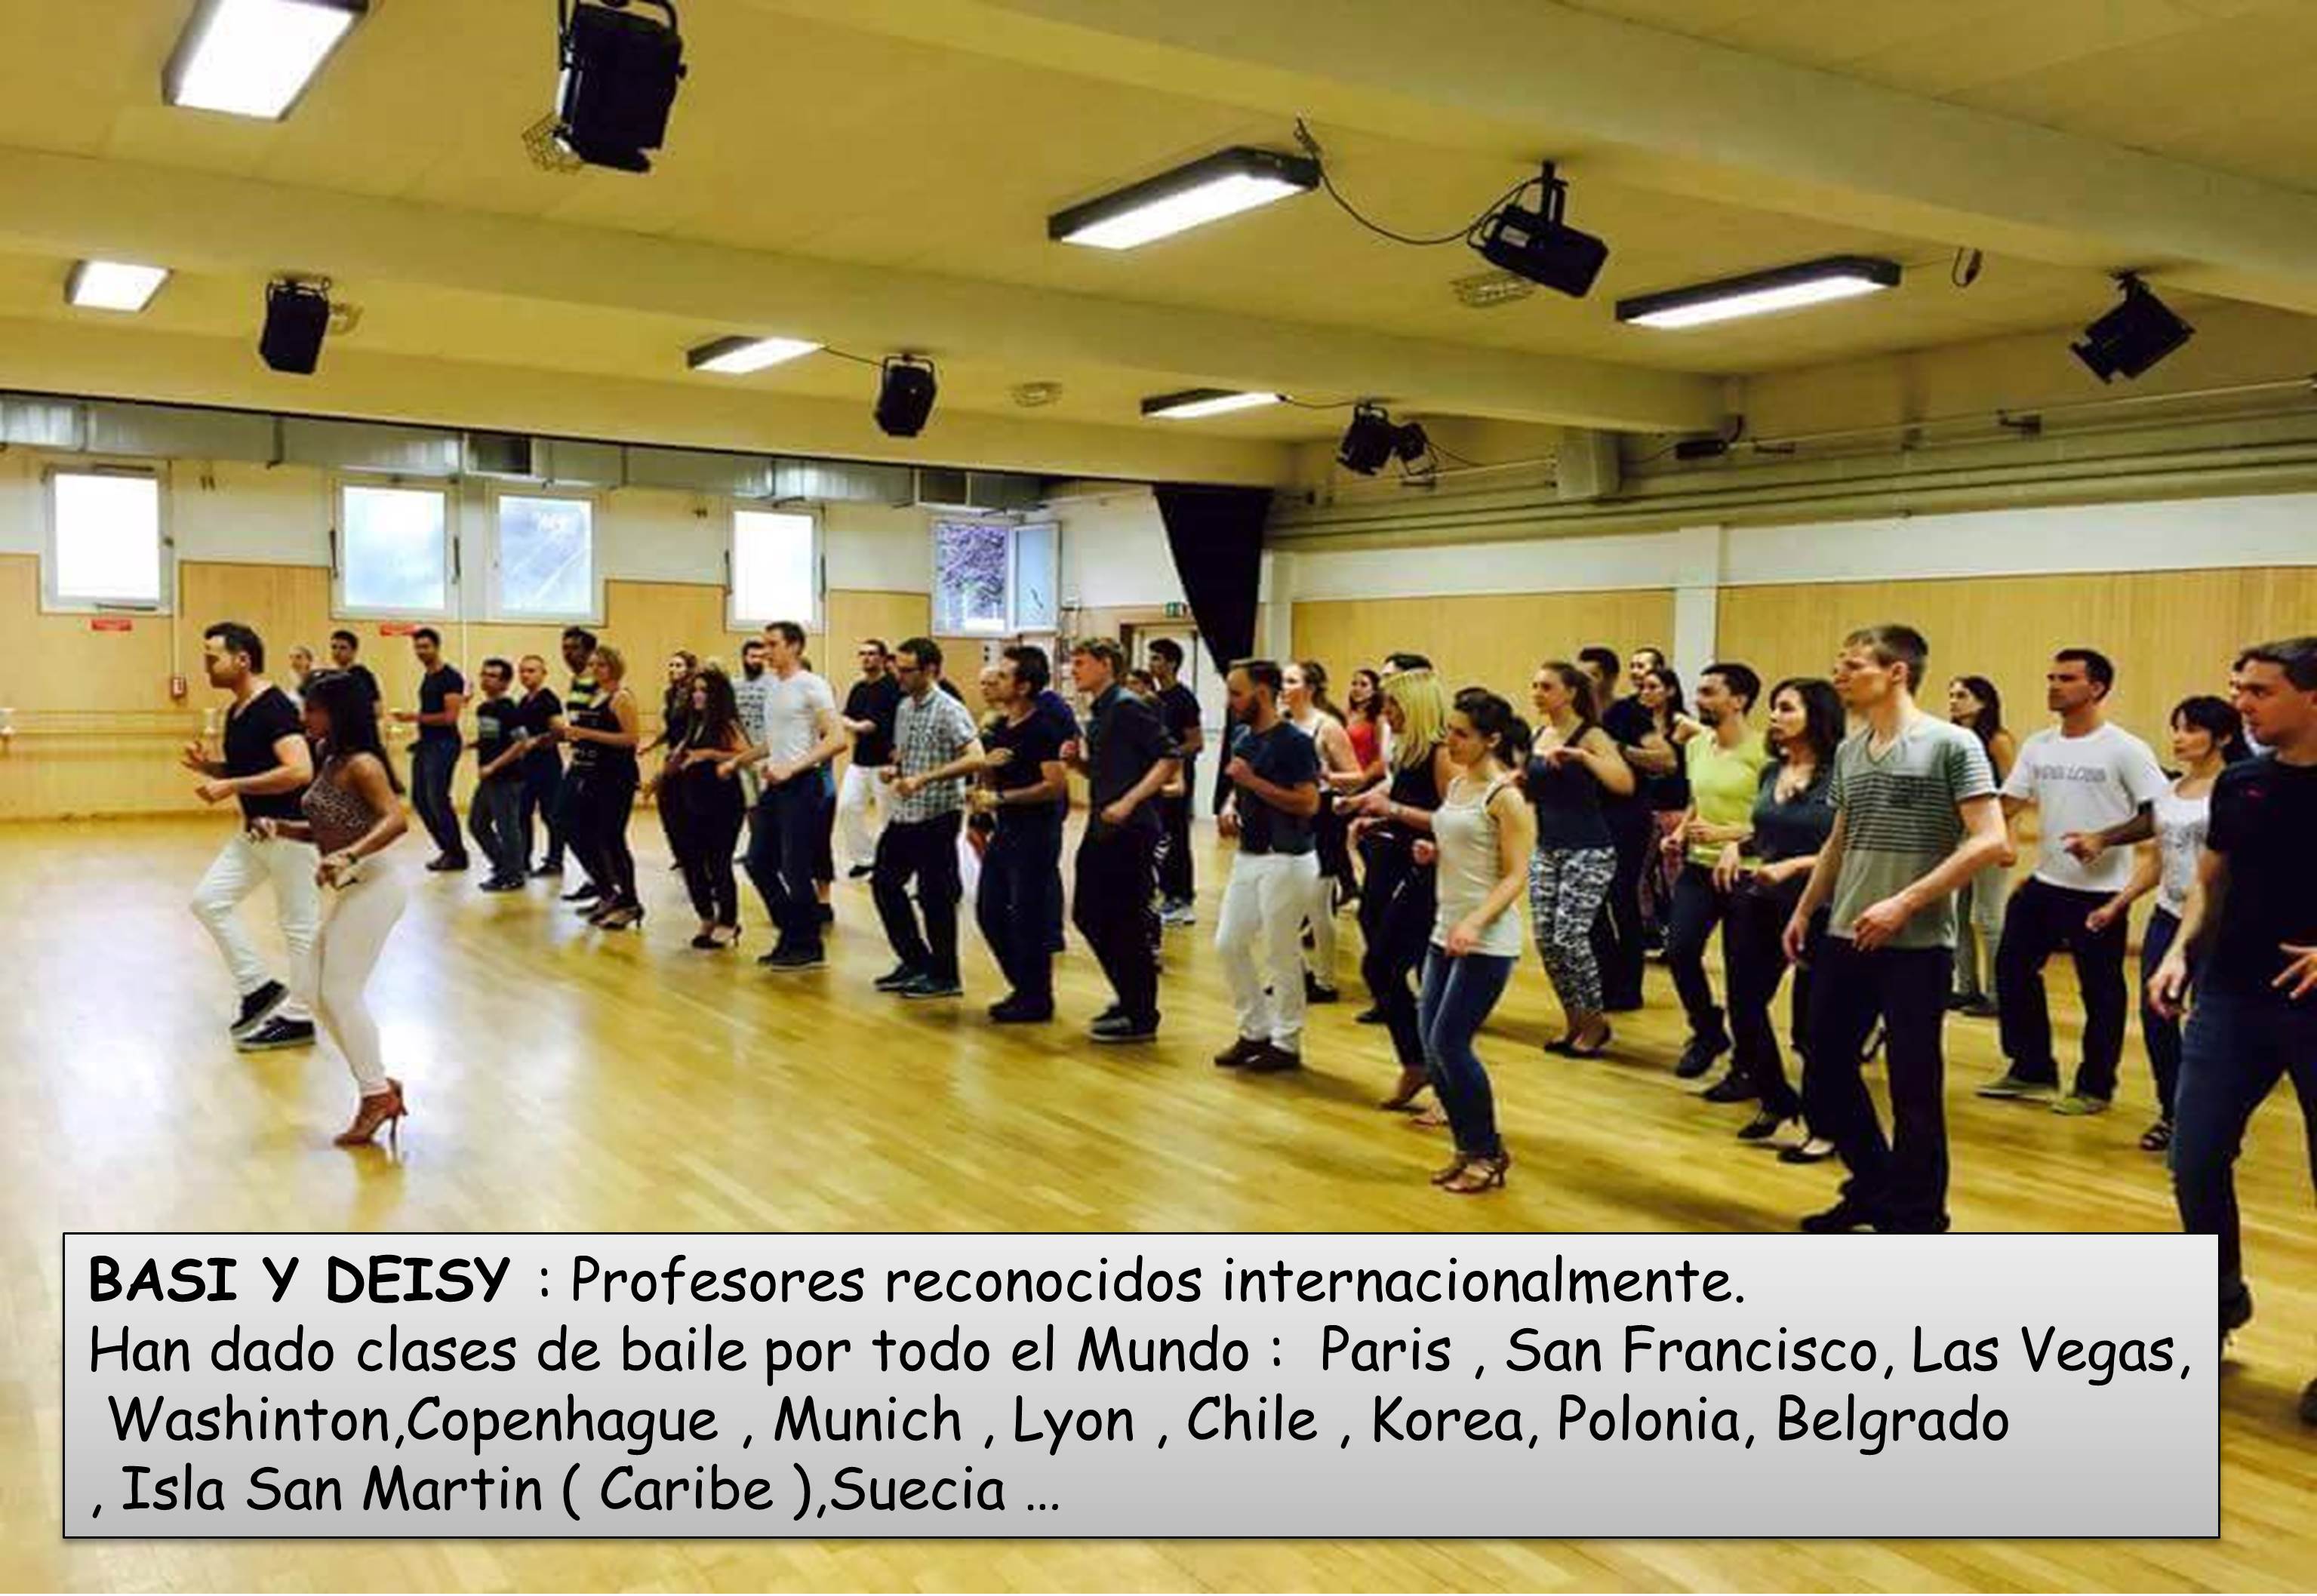 BASI Y DEISY : Profesores reconocidos internacionalmente.
Han dado clases de baile por todo el Mundo : Paris , San Francisco, Las Vegas,
Washinton,Copenhague , Munich , Lyon , Chile , Korea, Polonia, Belgrado
, Isla San Martin ( Caribe ),Suecia ...